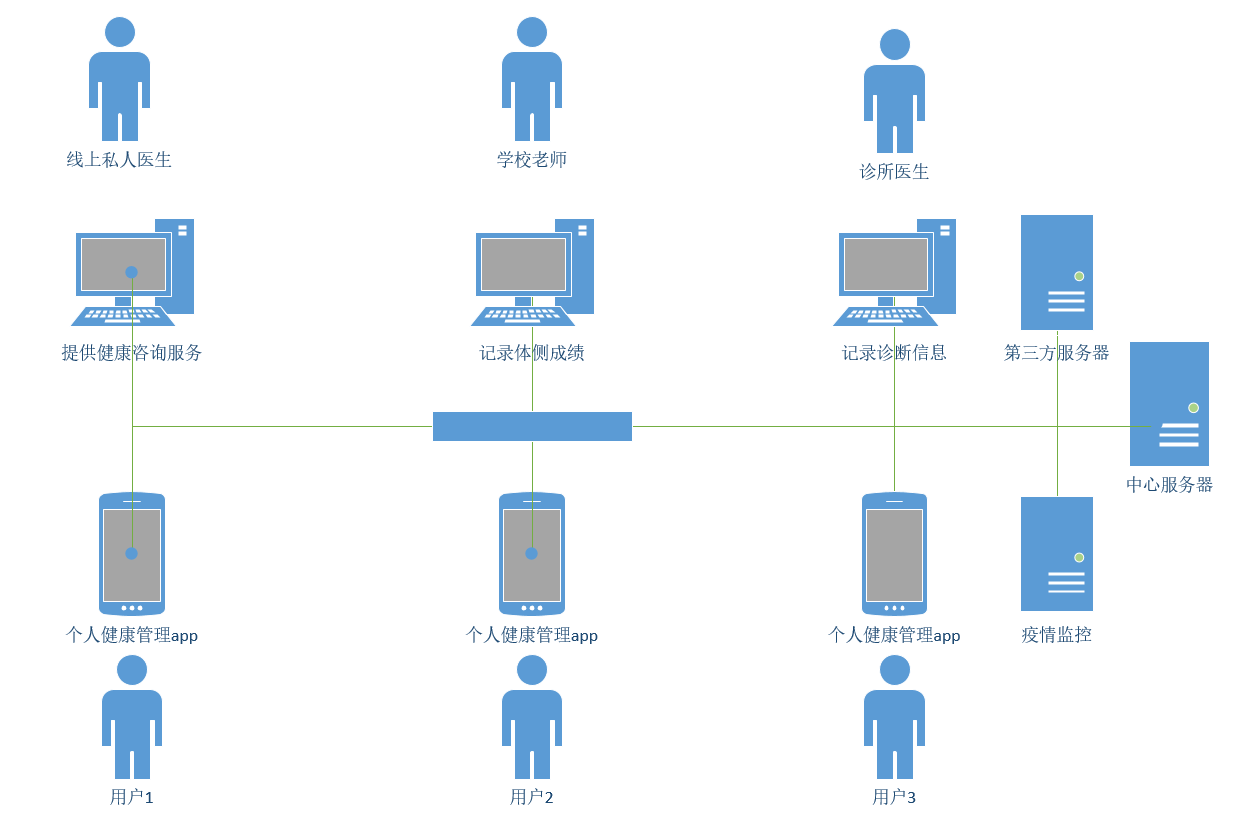 线上私人医生
学校老师
诊所医生
提供健康咨询服务
记录体侧成绩
记录诊断信息
第三方服务器
中心服务器
个人健康管理app
个人健康管理app
个人健康管理app
疫情监控
用户1
用户2
用户3